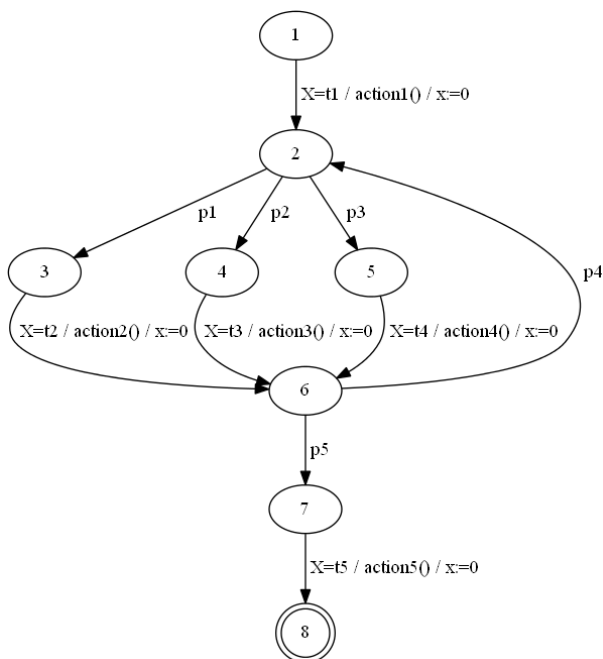 1
X=t1 / action1() / x:=0
2
p1
p2
p3
3
4
5
p4
X=t2 / action2() / x:=0
X=t3 / action3() / x:=0
X=t4 / action4() / x:=0
6
p5
7
X=t5 / action5() / x:=0
8